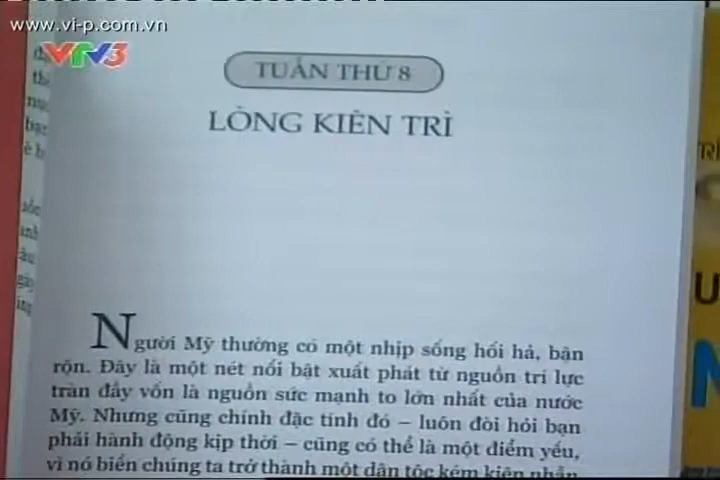 www.vi-p.com.vn
VTV3
TUẦN THỨ 8
LÒNG KIÊN TRÌ
Người Mỹ thường có một nhịp sống hối hả, bận
rộn. Đây là một nét nổi bật xuất phát từ nguồn trí lực
tràn đầy vốn là nguồn sức mạnh to lớn nhất của nước
Mỹ. Nhưng cũng chính đặc tính đó – luôn đòi hỏi bạn
phải hành động kịp thời – cũng có thể là một điểm yếu,
vì nó biến chúng ta trở thành một dân tộc kém kiên nhẫn